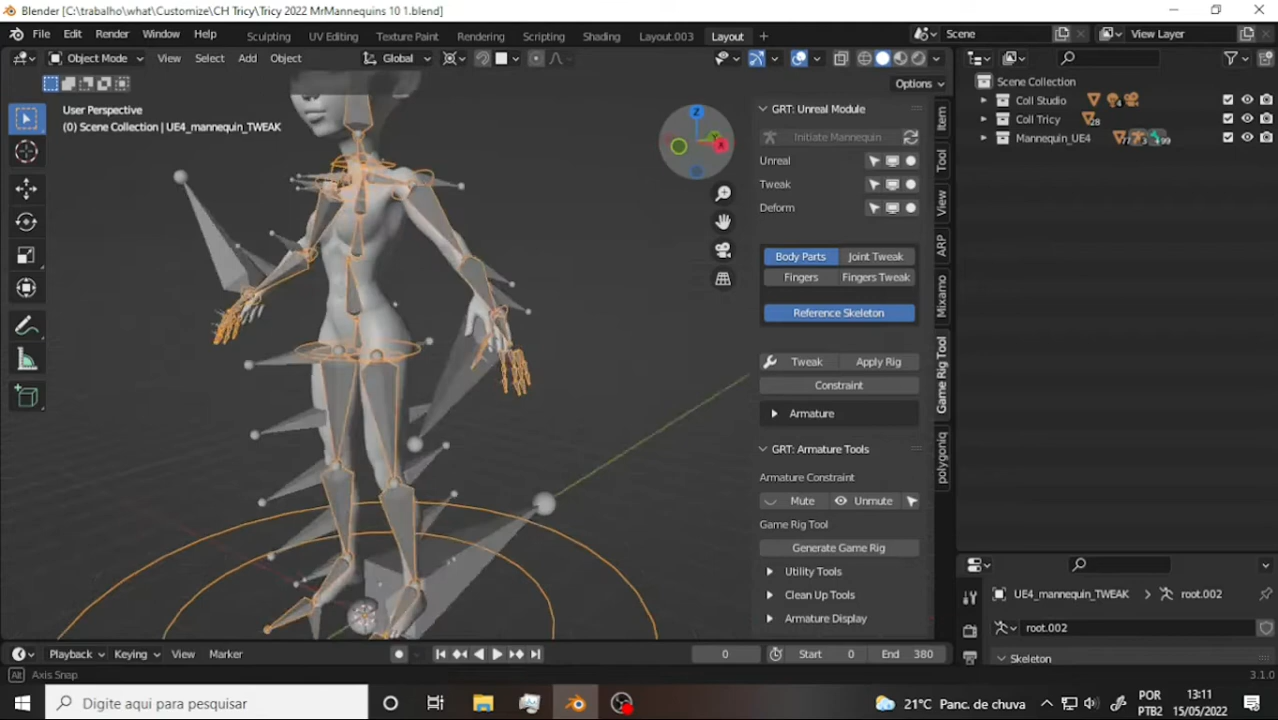 Blender [C:\trabalho\what\Customize\CH Tricy\Tricy 2022 MrMannequins 10 1.blend]
File Edit Render Window Help Sculpting UV Editing Texture Paint Rendering Compositing Scripting Shading Layout.003 Layout + Scene View Layer
Object Mode View Select Add Object Global
Options
User Perspective
(0) Scene Collection | UE4_mannequin_TWEAK
Z
Y
X
GRT: Unreal Module
Initiate Mannequin
Unreal
Tweak
Deform
Body Parts Joint Tweak
Fingers Fingers Tweak
Reference Skeleton
Tweak Apply Rig
Constraint
Armature
GRT: Armature Tools
Armature Constraint
Mute Unmute
Game Rig Tool
Generate Game Rig
Utility Tools
Clean Up Tools
Armature Display
Item
Tool
View
ARP
Mixamo
Game Rig Tool
polygoniq
Scene Collection
Coll Studio 4
Coll Tricy 28
Mannequin_UE4 77 3 99
UE4_mannequin_TWEAK > root.002
root.002
Skeleton
Playback Keying View Marker 0 Start 0 End 380
Alt Axis Snap 3.1.0
Digite aqui para pesquisar
21°C Panc. de chuva
POR
PTB2
13:11
15/05/2022